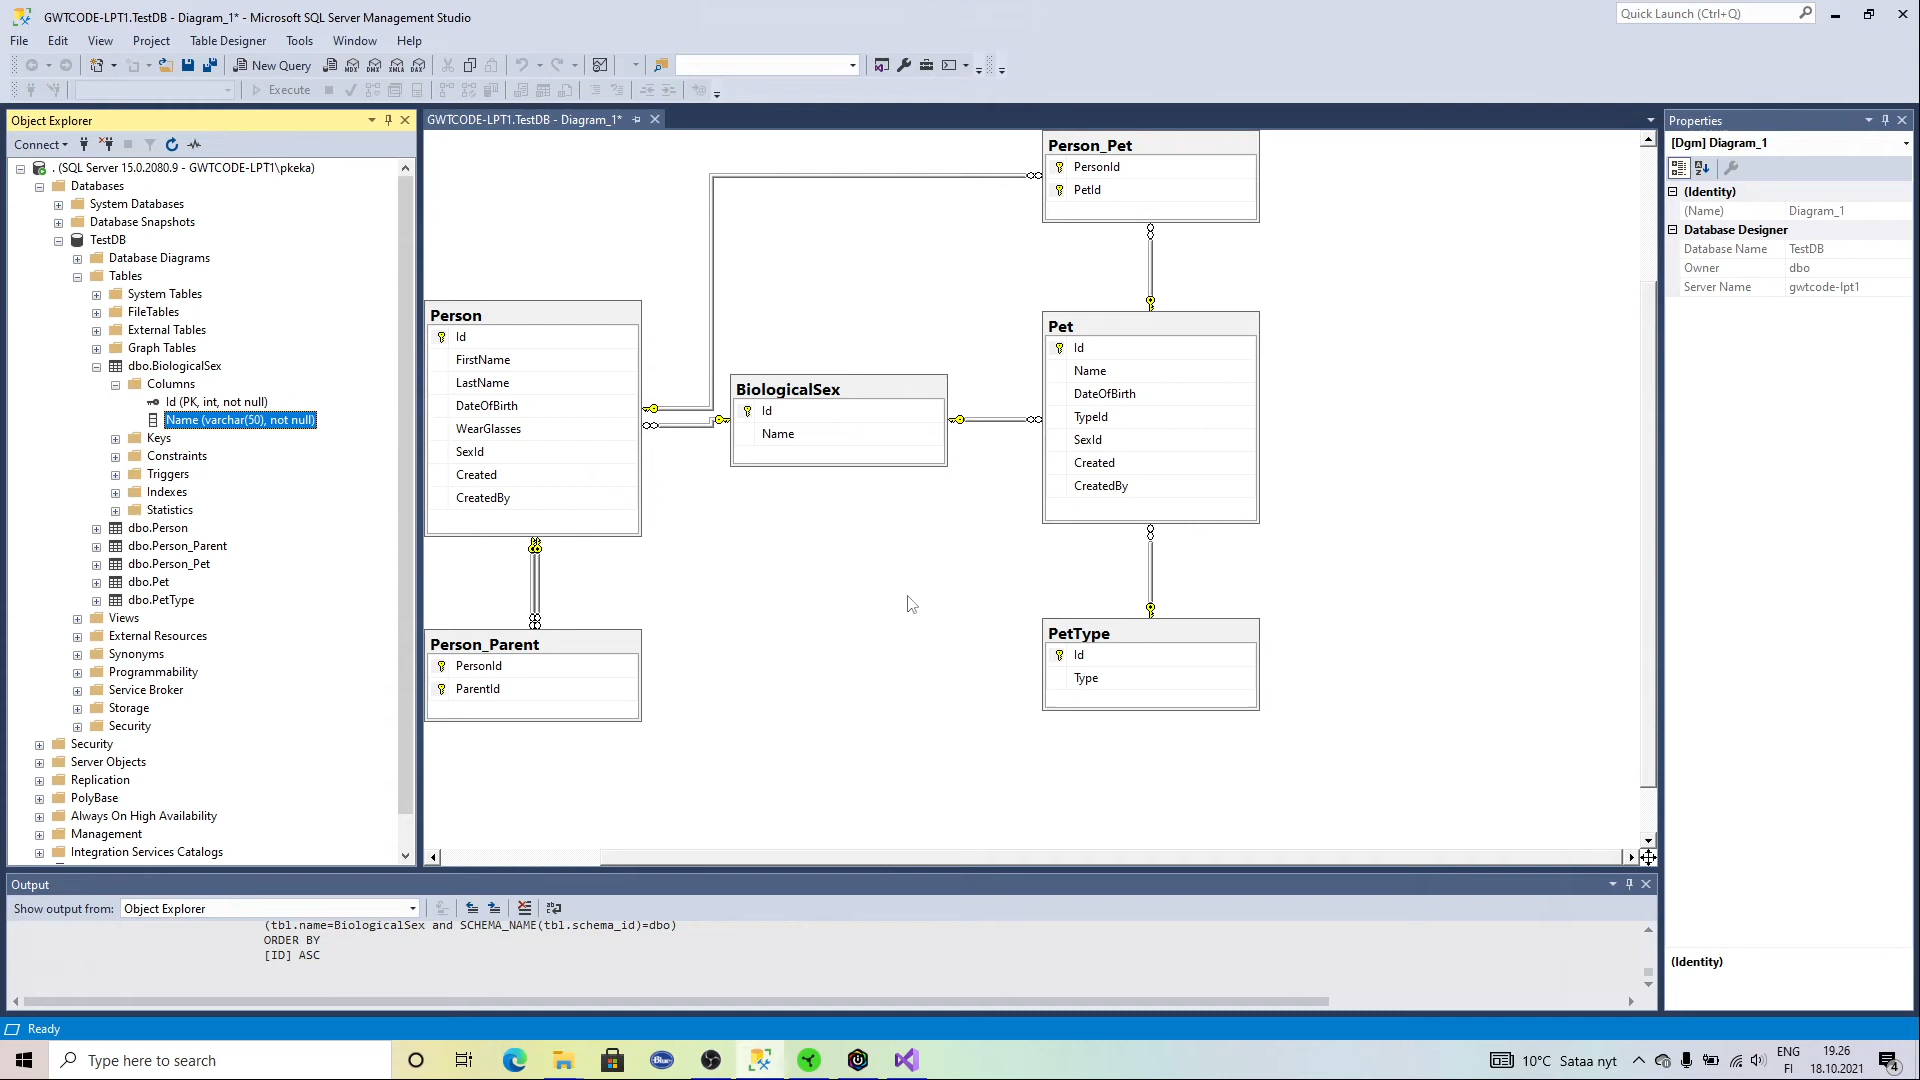 GWTCODE-LPT1.TestDB - Diagram_1* - Microsoft SQL Server Management Studio
Quick Launch (Ctrl+Q)
File Edit View Project Table Designer Tools Window Help
New Query
MDX DMX XMLA DAX
Execute
Object Explorer
Connect
. (SQL Server 15.0.2080.9 - GWTCODE-LPT1\pkeka)
Databases
System Databases
Database Snapshots
TestDB
Database Diagrams
Tables
System Tables
FileTables
External Tables
Graph Tables
dbo.BiologicalSex
Columns
Id (PK, int, not null)
Name (varchar(50), not null)
Keys
Constraints
Triggers
Indexes
Statistics
dbo.Person
dbo.Person_Parent
dbo.Person_Pet
dbo.Pet
dbo.PetType
Views
External Resources
Synonyms
Programmability
Service Broker
Storage
Security
Security
Server Objects
Replication
PolyBase
Always On High Availability
Management
Integration Services Catalogs
GWTCODE-LPT1.TestDB - Diagram_1*
Person_Pet
PersonId
PetId
Person
Id
FirstName
LastName
DateOfBirth
WearGlasses
SexId
Created
CreatedBy
BiologicalSex
Id
Name
Pet
Id
Name
DateOfBirth
TypeId
SexId
Created
CreatedBy
Person_Parent
PersonId
ParentId
PetType
Id
Type
Properties
[Dgm] Diagram_1
(Identity)
(Name) Diagram_1
Database Designer
Database Name TestDB
Owner dbo
Server Name gwtcode-lpt1
(Identity)
Output
Show output from: Object Explorer
(tbl.name=BiologicalSex and SCHEMA_NAME(tbl.schema_id)=dbo)
ORDER BY
[ID] ASC
Ready
Type here to search
Blue
10°C Sataa nyt
ENG
FI
19.26
18.10.2021
4